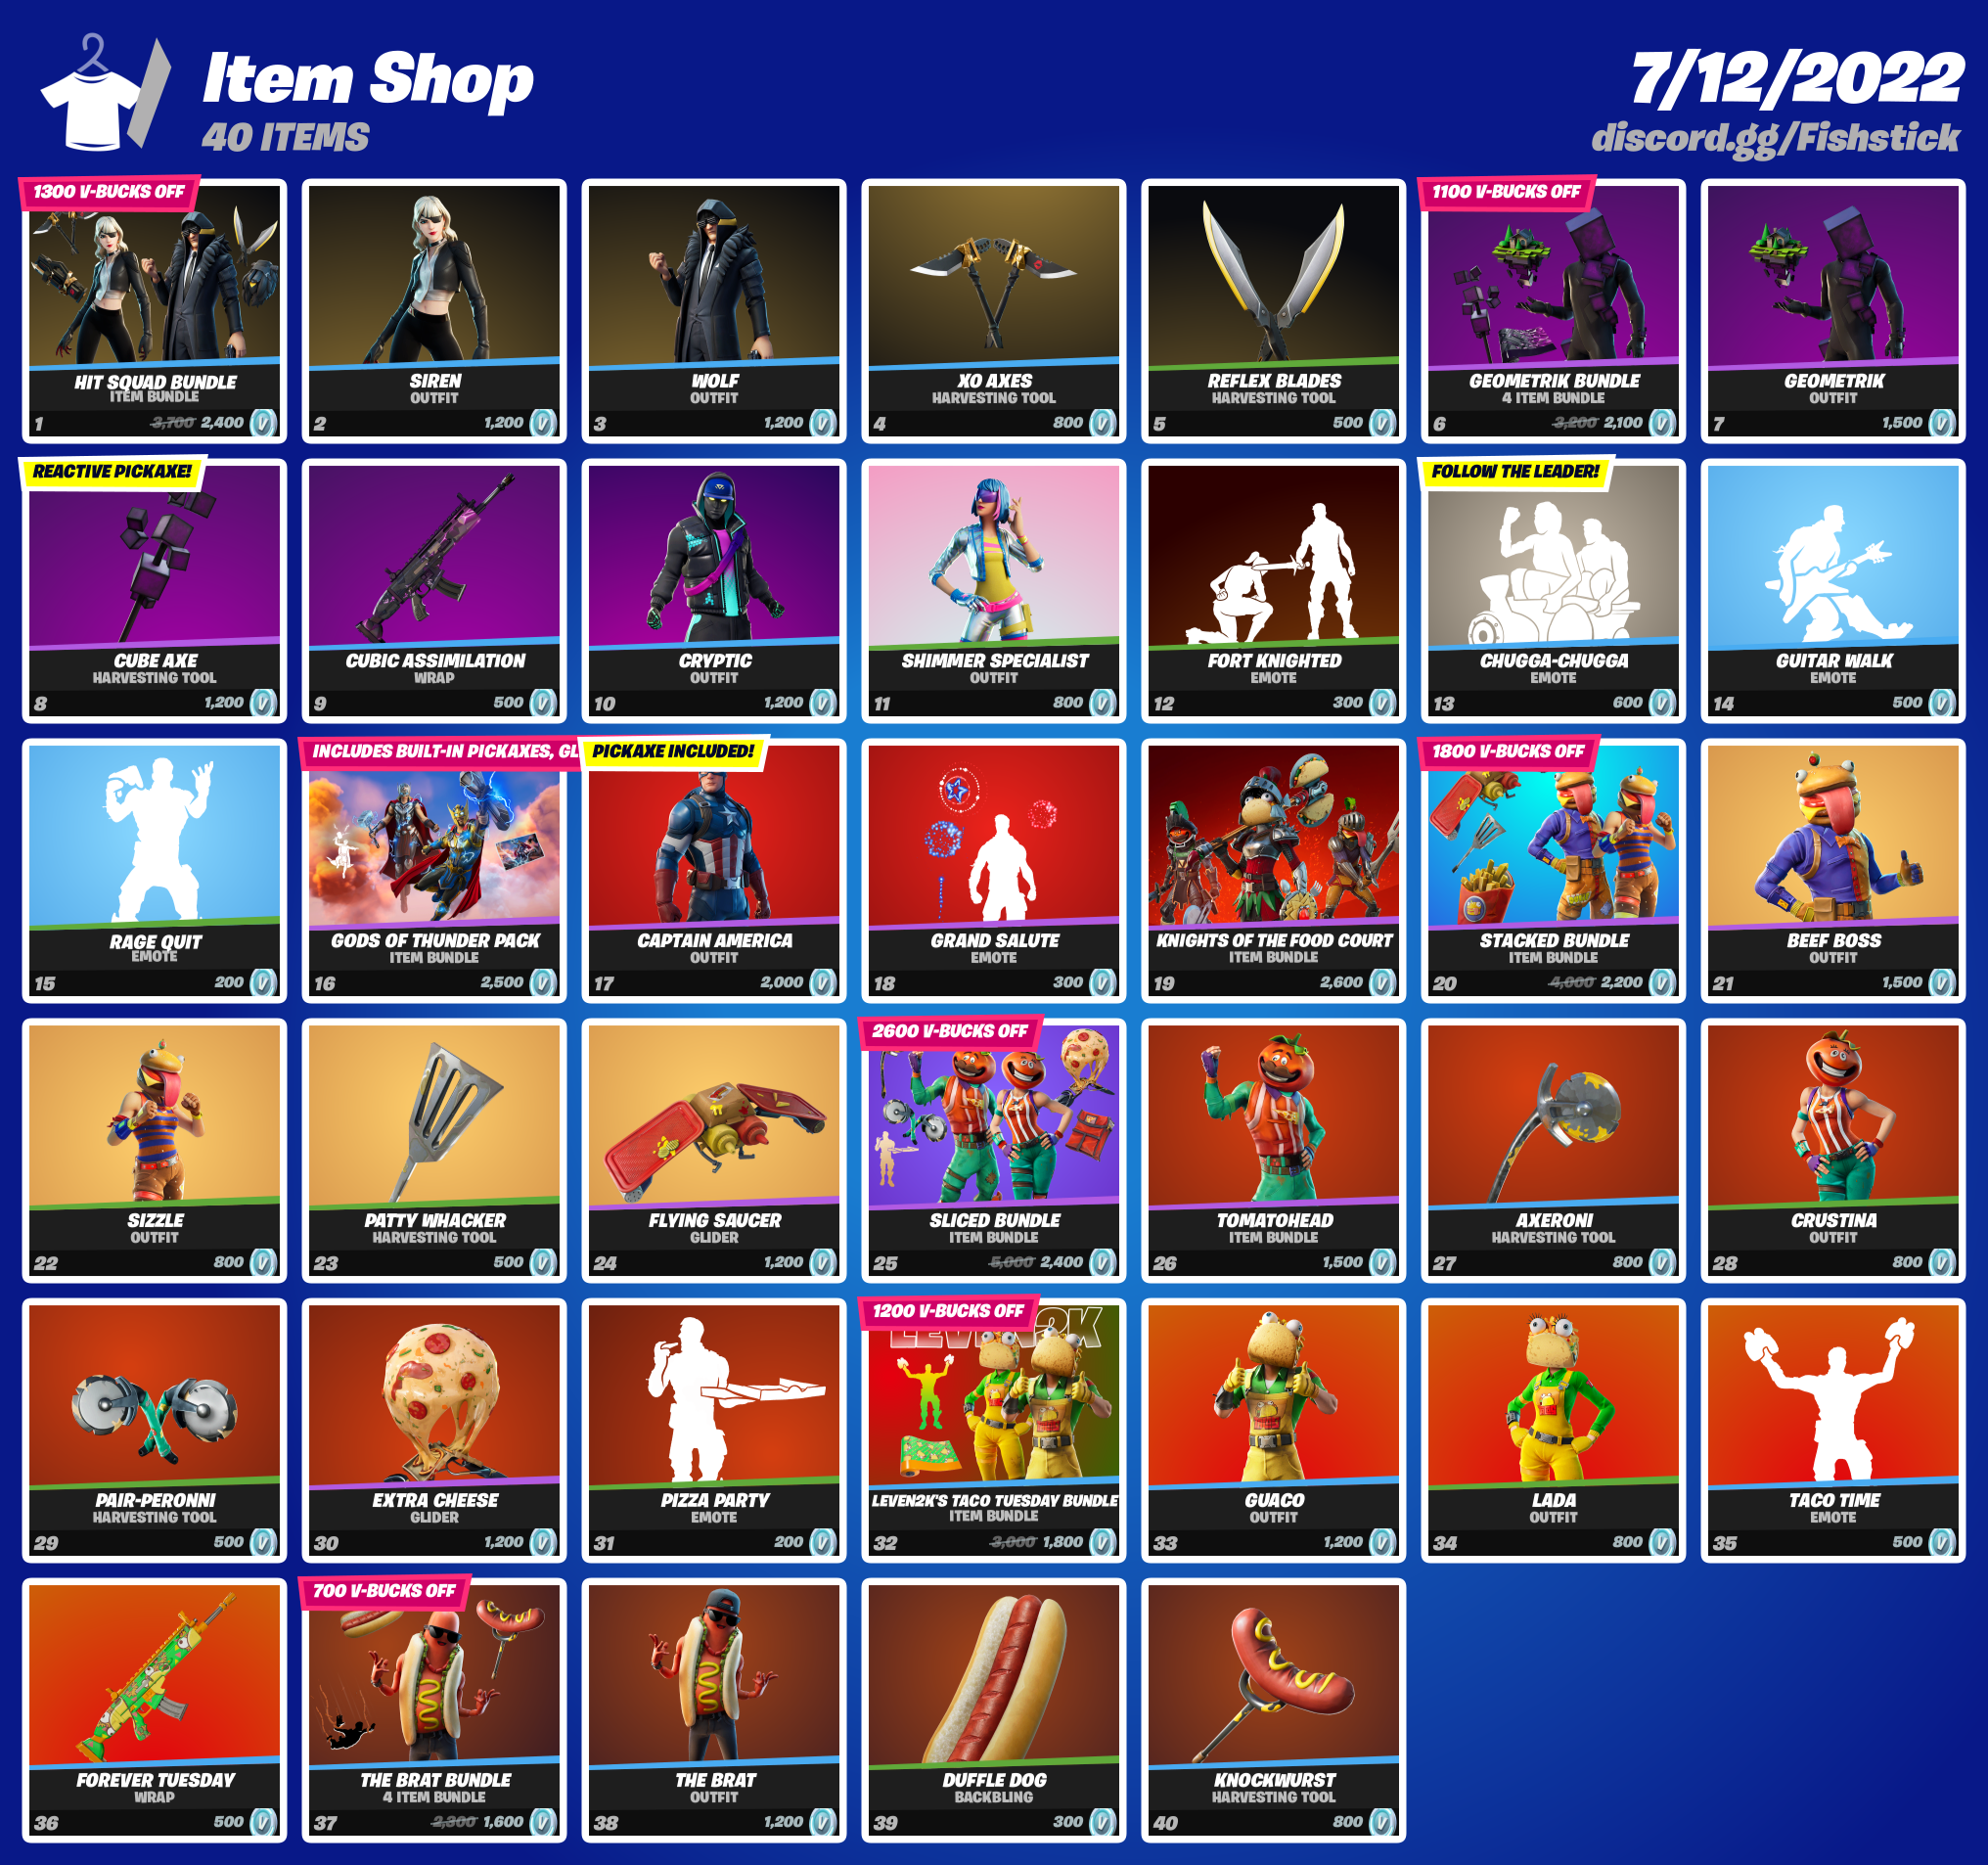 Item Shop
40 ITEMS
7/12/2022
discord.gg/Fishstick
1300 V-BUCKS OFF
HIT SQUAD BUNDLE
ITEM BUNDLE
1 3,700 2,400
SIREN
OUTFIT
2 1,200
WOLF
OUTFIT
3 1,200
XO AXES
HARVESTING TOOL
4 800
REFLEX BLADES
HARVESTING TOOL
5 500
1100 V-BUCKS OFF
GEOMETRIK BUNDLE
4 ITEM BUNDLE
6 3,200 2,100
GEOMETRIK
OUTFIT
7 1,500
REACTIVE PICKAXE!
CUBE AXE
HARVESTING TOOL
8 1,200
CUBIC ASSIMILATION
WRAP
9 500
CRYPTIC
OUTFIT
10 1,200
SHIMMER SPECIALIST
OUTFIT
11 800
FORT KNIGHTED
EMOTE
12 300
FOLLOW THE LEADER!
CHUGGA-CHUGGA
EMOTE
13 600
GUITAR WALK
EMOTE
14 500
RAGE QUIT
EMOTE
15 200
INCLUDES BUILT-IN PICKAXES, GL
GODS OF THUNDER PACK
ITEM BUNDLE
16 2,500
PICKAXE INCLUDED!
CAPTAIN AMERICA
OUTFIT
17 2,000
GRAND SALUTE
EMOTE
18 300
KNIGHTS OF THE FOOD COURT
ITEM BUNDLE
19 2,600
1800 V-BUCKS OFF
STACKED BUNDLE
ITEM BUNDLE
20 4,000 2,200
BEEF BOSS
OUTFIT
21 1,500
SIZZLE
OUTFIT
22 800
PATTY WHACKER
HARVESTING TOOL
23 500
FLYING SAUCER
GLIDER
24 1,200
2600 V-BUCKS OFF
SLICED BUNDLE
ITEM BUNDLE
25 5,000 2,400
TOMATOHEAD
ITEM BUNDLE
26 1,500
AXERONI
HARVESTING TOOL
27 800
CRUSTINA
OUTFIT
28 800
PAIR-PERONNI
HARVESTING TOOL
29 500
EXTRA CHEESE
GLIDER
30 1,200
PIZZA PARTY
EMOTE
31 200
1200 V-BUCKS OFF
LEVEN2K
LEVEN2K'S TACO TUESDAY BUNDLE
ITEM BUNDLE
32 3,000 1,800
GUACO
OUTFIT
33 1,200
LADA
OUTFIT
34 800
TACO TIME
EMOTE
35 500
FOREVER TUESDAY
WRAP
36 500
700 V-BUCKS OFF
THE BRAT BUNDLE
4 ITEM BUNDLE
37 2,300 1,600
THE BRAT
OUTFIT
38 1,200
DUFFLE DOG
BACKBLING
39 300
KNOCKWURST
HARVESTING TOOL
40 800